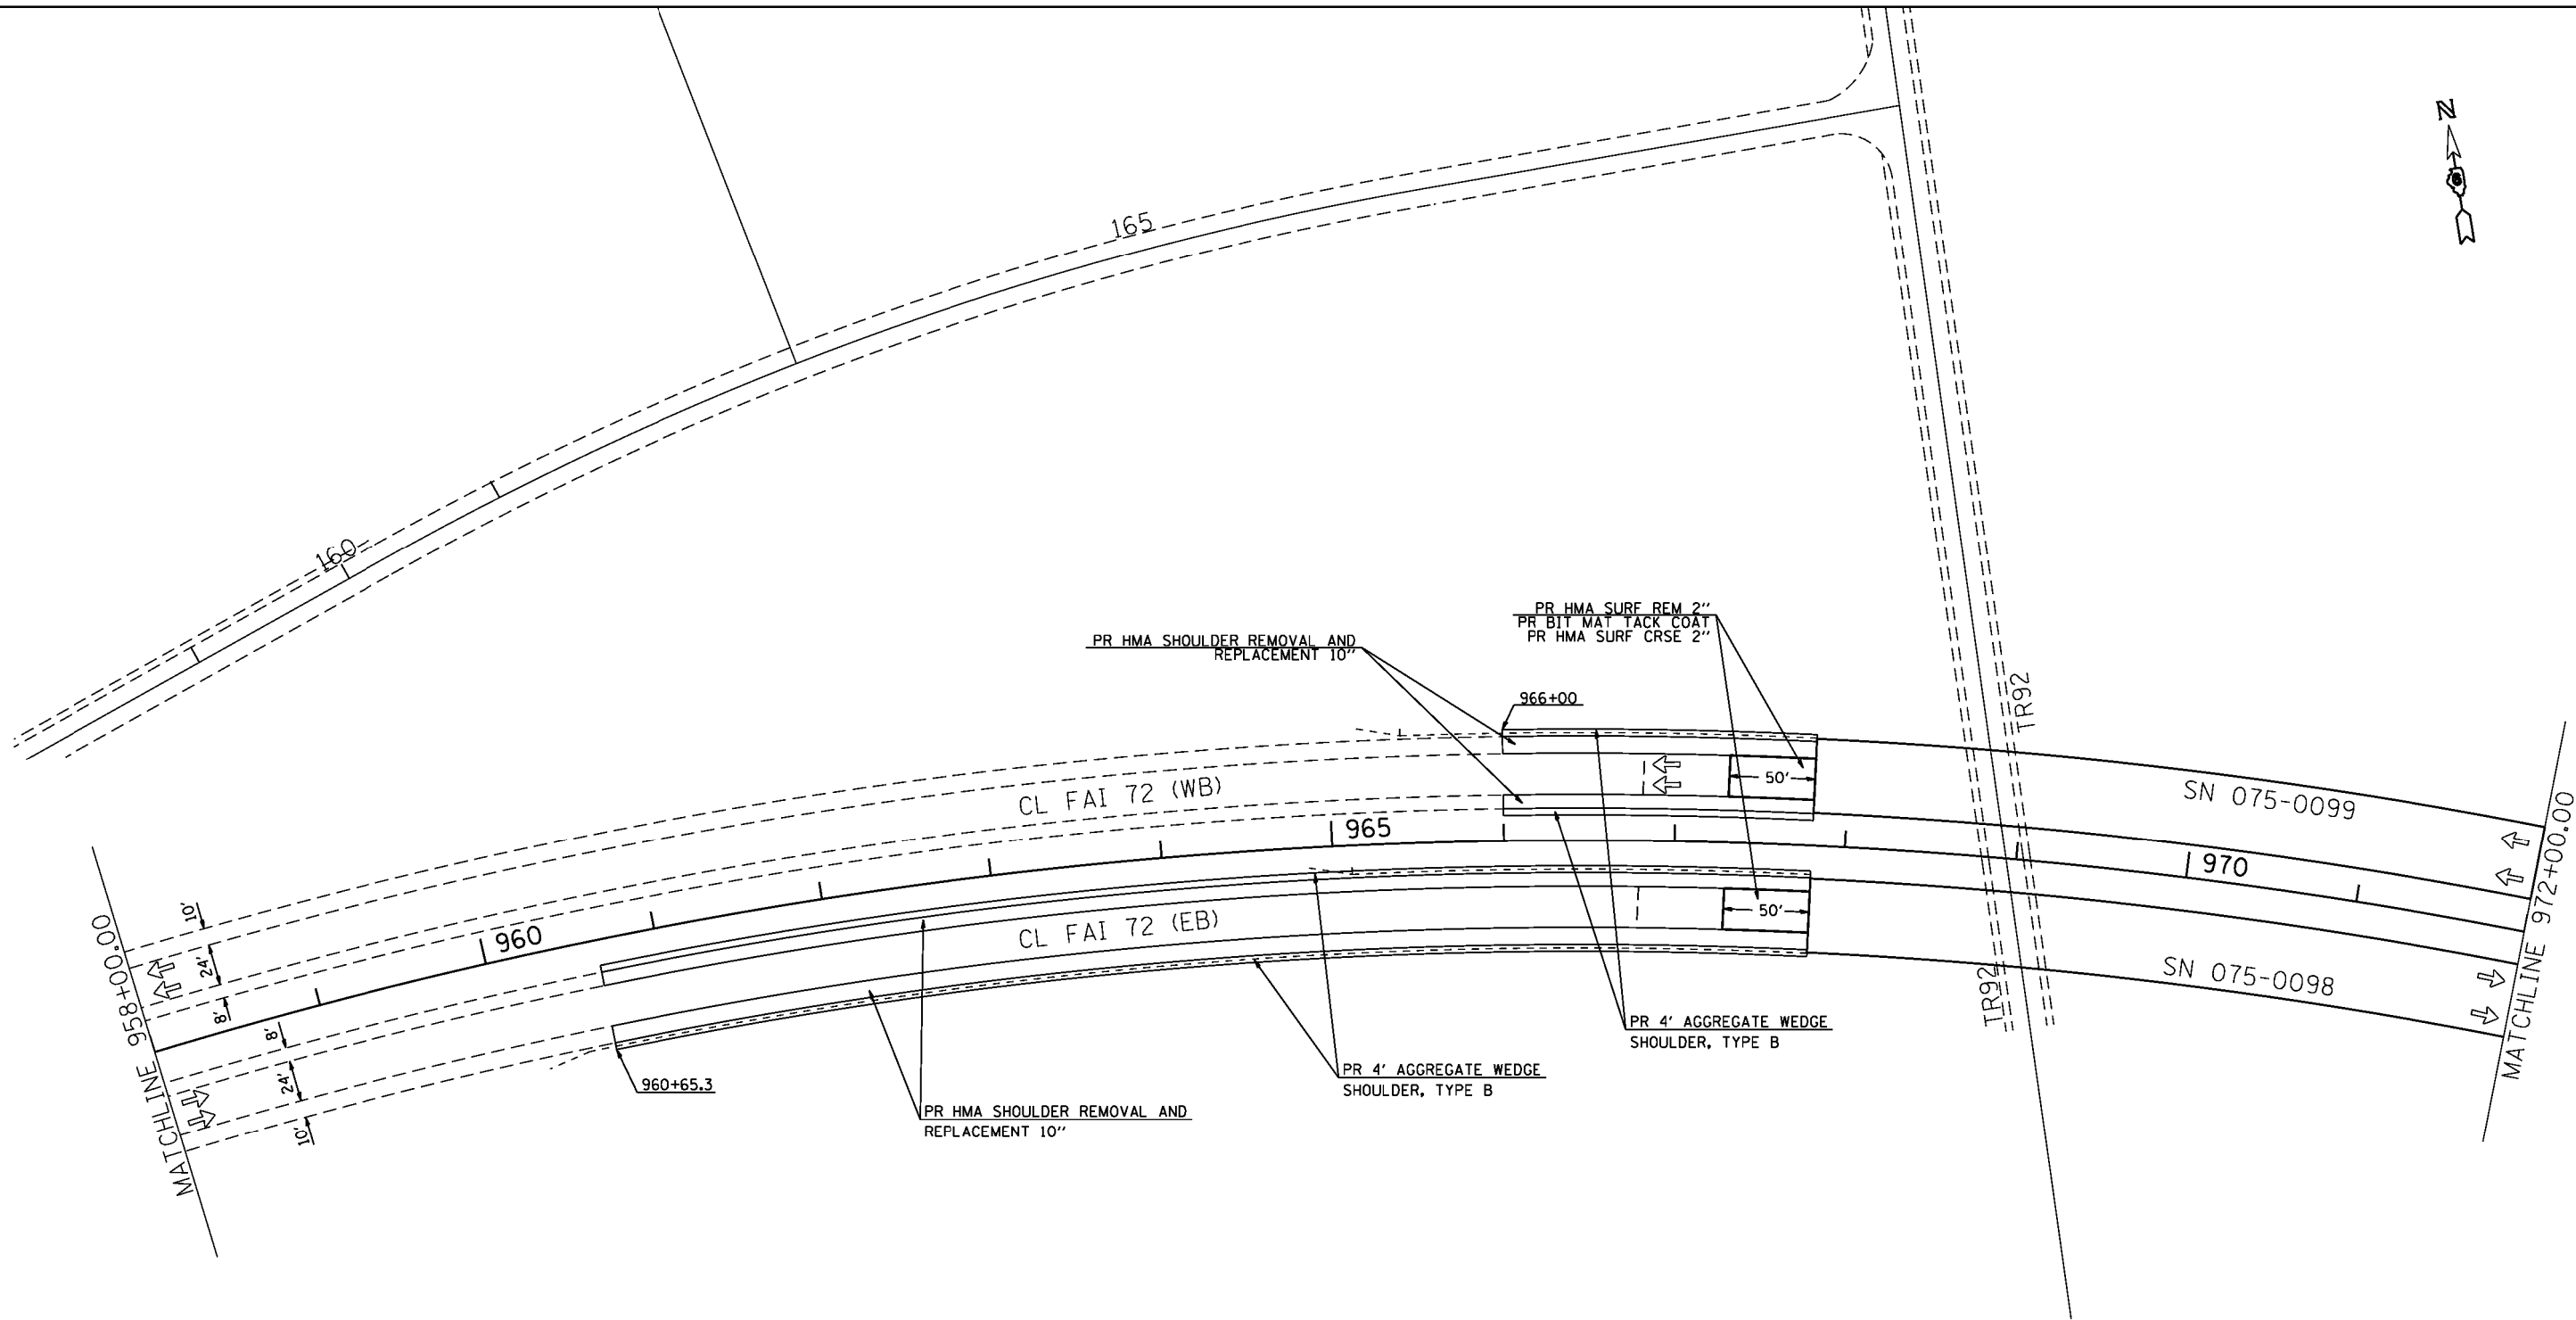 N
6
165
160
PR HMA SURF REM 2"
PR BIT MAT TACK COAT
PR HMA SURF CRSE 2"
PR HMA SHOULDER REMOVAL AND
REPLACEMENT 10"
966+00
TR92
50'
CL FAI 72 (WB)
SN 075-0099
965
970
MATCHLINE 972+00.00
50'
CL FAI 72 (EB)
960
10'
24'
8'
MATCHLINE 958+00.00
8'
24'
10'
SN 075-0098
TR92
PR 4' AGGREGATE WEDGE
SHOULDER, TYPE B
PR 4' AGGREGATE WEDGE
SHOULDER, TYPE B
960+65.3
PR HMA SHOULDER REMOVAL AND
REPLACEMENT 10"